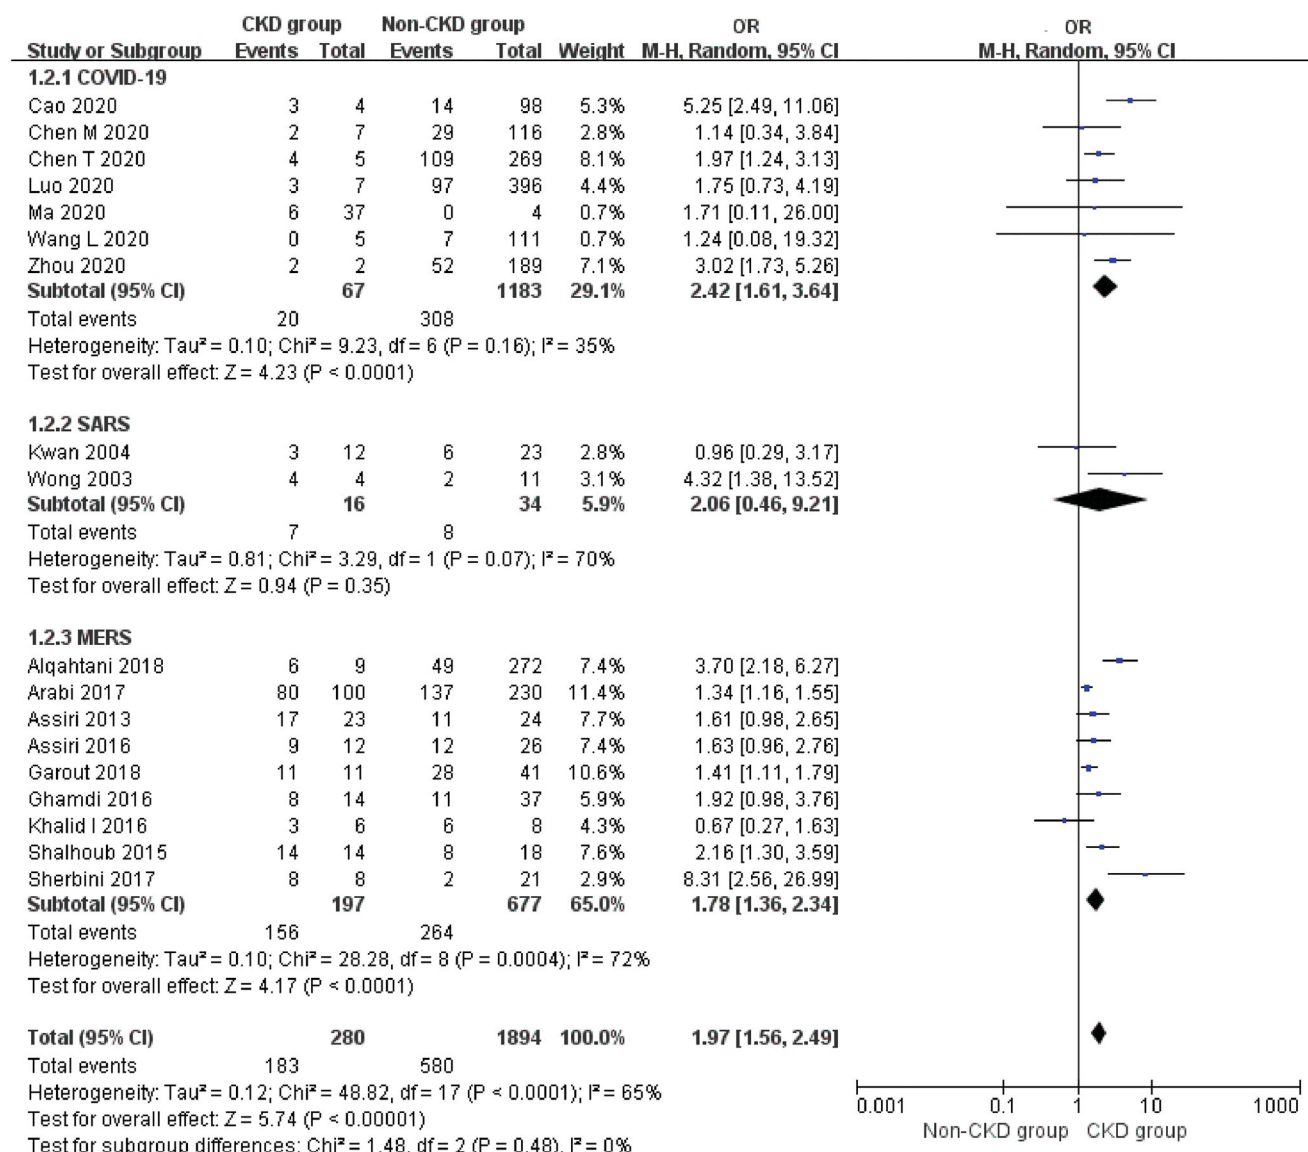 CKD group Non-CKD group OR OR
Study or Subgroup Events Total Events Total Weight M-H, Random, 95% CI M-H, Random, 95% CI
1.2.1 COVID-19
Cao 2020 3 4 14 98 5.3% 5.25 [2.49, 11.06]
Chen M 2020 2 7 29 116 2.8% 1.14 [0.34, 3.84]
Chen T 2020 4 5 109 269 8.1% 1.97 [1.24, 3.13]
Luo 2020 3 7 97 396 4.4% 1.75 [0.73, 4.19]
Ma 2020 6 37 0 4 0.7% 1.71 [0.11, 26.00]
Wang L 2020 0 5 7 111 0.7% 1.24 [0.08, 19.32]
Zhou 2020 2 2 52 189 7.1% 3.02 [1.73, 5.26]
Subtotal (95% CI) 67 1183 29.1% 2.42 [1.61, 3.64]
Total events 20 308
Heterogeneity: Tau² = 0.10; Chi² = 9.23, df = 6 (P = 0.16); I² = 35%
Test for overall effect: Z = 4.23 (P < 0.0001)
1.2.2 SARS
Kwan 2004 3 12 6 23 2.8% 0.96 [0.29, 3.17]
Wong 2003 4 4 2 11 3.1% 4.32 [1.38, 13.52]
Subtotal (95% CI) 16 34 5.9% 2.06 [0.46, 9.21]
Total events 7 8
Heterogeneity: Tau² = 0.81; Chi² = 3.29, df = 1 (P = 0.07); I² = 70%
Test for overall effect: Z = 0.94 (P = 0.35)
1.2.3 MERS
Alqahtani 2018 6 9 49 272 7.4% 3.70 [2.18, 6.27]
Arabi 2017 80 100 137 230 11.4% 1.34 [1.16, 1.55]
Assiri 2013 17 23 11 24 7.7% 1.61 [0.98, 2.65]
Assiri 2016 9 12 12 26 7.4% 1.63 [0.96, 2.76]
Garout 2018 11 11 28 41 10.6% 1.41 [1.11, 1.79]
Ghamdi 2016 8 14 11 37 5.9% 1.92 [0.98, 3.76]
Khalid I 2016 3 6 6 8 4.3% 0.67 [0.27, 1.63]
Shalhoub 2015 14 14 8 18 7.6% 2.16 [1.30, 3.59]
Sherbini 2017 8 8 2 21 2.9% 8.31 [2.56, 26.99]
Subtotal (95% CI) 197 677 65.0% 1.78 [1.36, 2.34]
Total events 156 264
Heterogeneity: Tau² = 0.10; Chi² = 28.28, df = 8 (P = 0.0004); I² = 72%
Test for overall effect: Z = 4.17 (P < 0.0001)
Total (95% CI) 280 1894 100.0% 1.97 [1.56, 2.49]
Total events 183 580
Heterogeneity: Tau² = 0.12; Chi² = 48.82, df = 17 (P < 0.0001); I² = 65%
Test for overall effect: Z = 5.74 (P < 0.00001)
Test for subgroup differences: Chi² = 1.48, df = 2 (P = 0.48), I² = 0%
0.001 0.1 1 10 1000
Non-CKD group CKD group